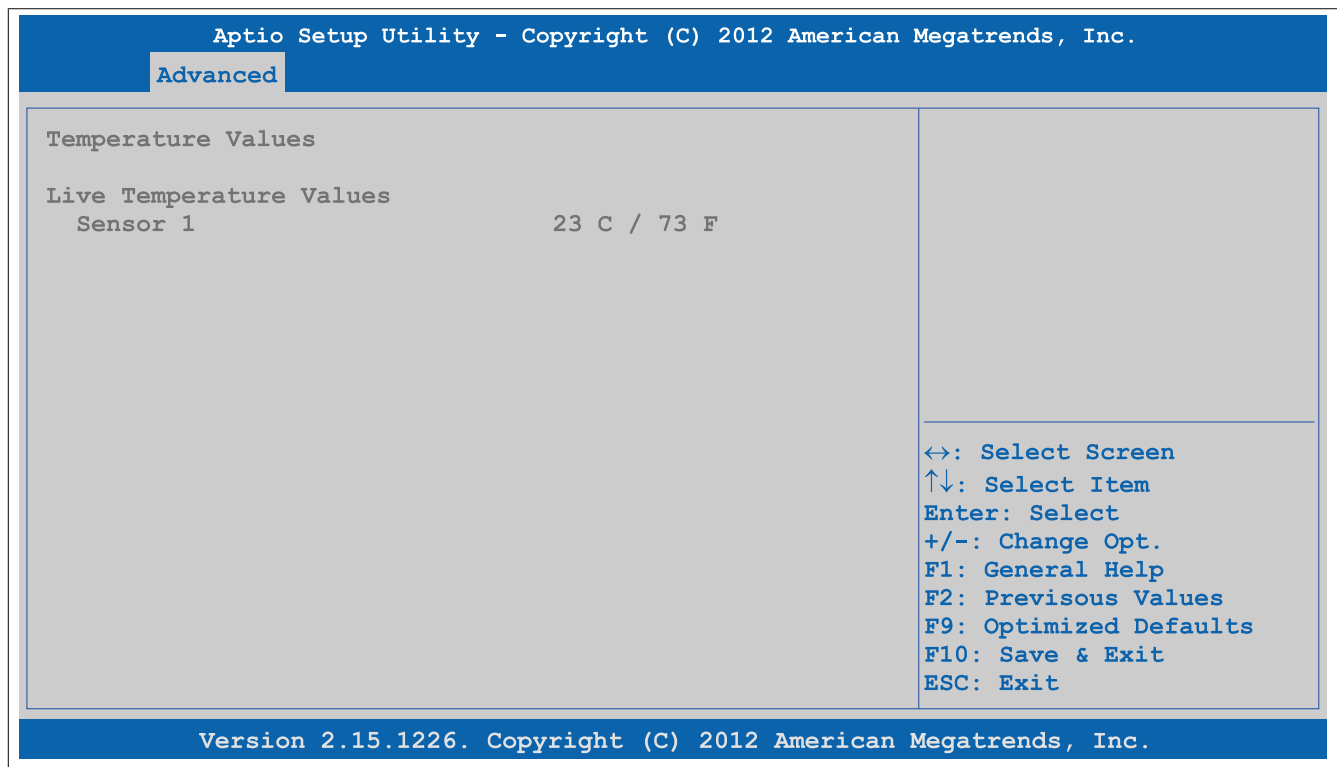 Aptio Setup Utility - Copyright (C) 2012 American Megatrends, Inc.
Advanced
Temperature Values
Live Temperature Values
Sensor 1 23 C / 73 F
↔: Select Screen
↑↓: Select Item
Enter: Select
+/-: Change Opt.
F1: General Help
F2: Previsous Values
F9: Optimized Defaults
F10: Save & Exit
ESC: Exit
Version 2.15.1226. Copyright (C) 2012 American Megatrends, Inc.